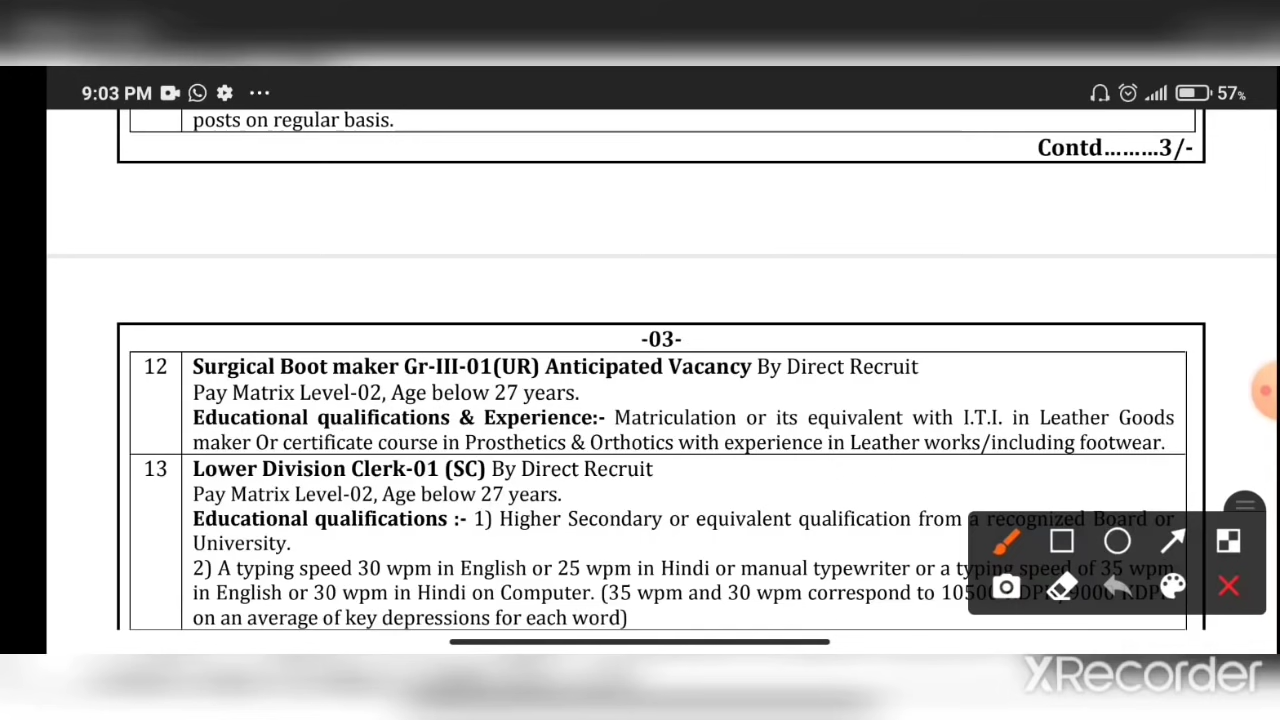 9:03 PM ... 57%
posts on regular basis.
Contd.........3/-
-03-
12 Surgical Boot maker Gr-III-01(UR) Anticipated Vacancy By Direct Recruit
Pay Matrix Level-02, Age below 27 years.
Educational qualifications & Experience:- Matriculation or its equivalent with I.T.I. in Leather Goods
maker Or certificate course in Prosthetics & Orthotics with experience in Leather works/including footwear.
13 Lower Division Clerk-01 (SC) By Direct Recruit
Pay Matrix Level-02, Age below 27 years.
Educational qualifications :- 1) Higher Secondary or equivalent qualification from a recognized Board or
University.
2) A typing speed 30 wpm in English or 25 wpm in Hindi or manual typewriter or a typing speed of 35 wpm
in English or 30 wpm in Hindi on Computer. (35 wpm and 30 wpm correspond to 10500 KDPH 9000 KDPH
on an average of key depressions for each word)
XRecorder